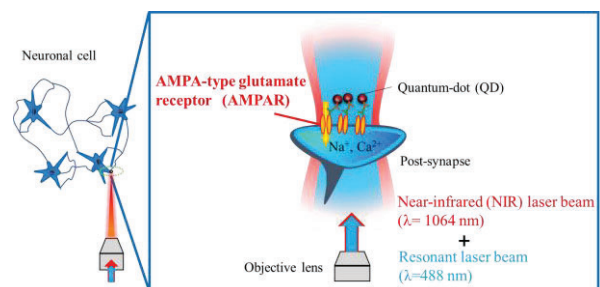 Neuronal cell
AMPA-type glutamate
receptor (AMPAR)
Quantum-dot (QD)
Na⁺, Ca²⁺
Post-synapse
Near-infrared (NIR) laser beam
(λ= 1064 nm)
+
Resonant laser beam
(λ=488 nm)
Objective lens